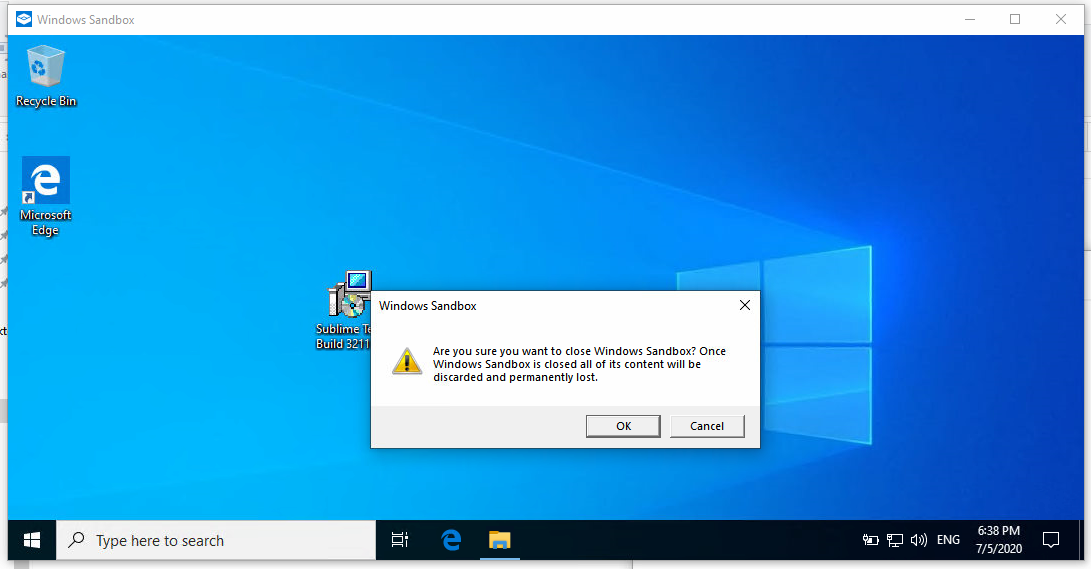 Windows Sandbox
Recycle Bin
Microsoft
Edge
Sublime Te
Build 3211
Windows Sandbox
Are you sure you want to close Windows Sandbox? Once
Windows Sandbox is closed all of its content will be
discarded and permanently lost.
OK
Cancel
Type here to search
ENG
6:38 PM
7/5/2020